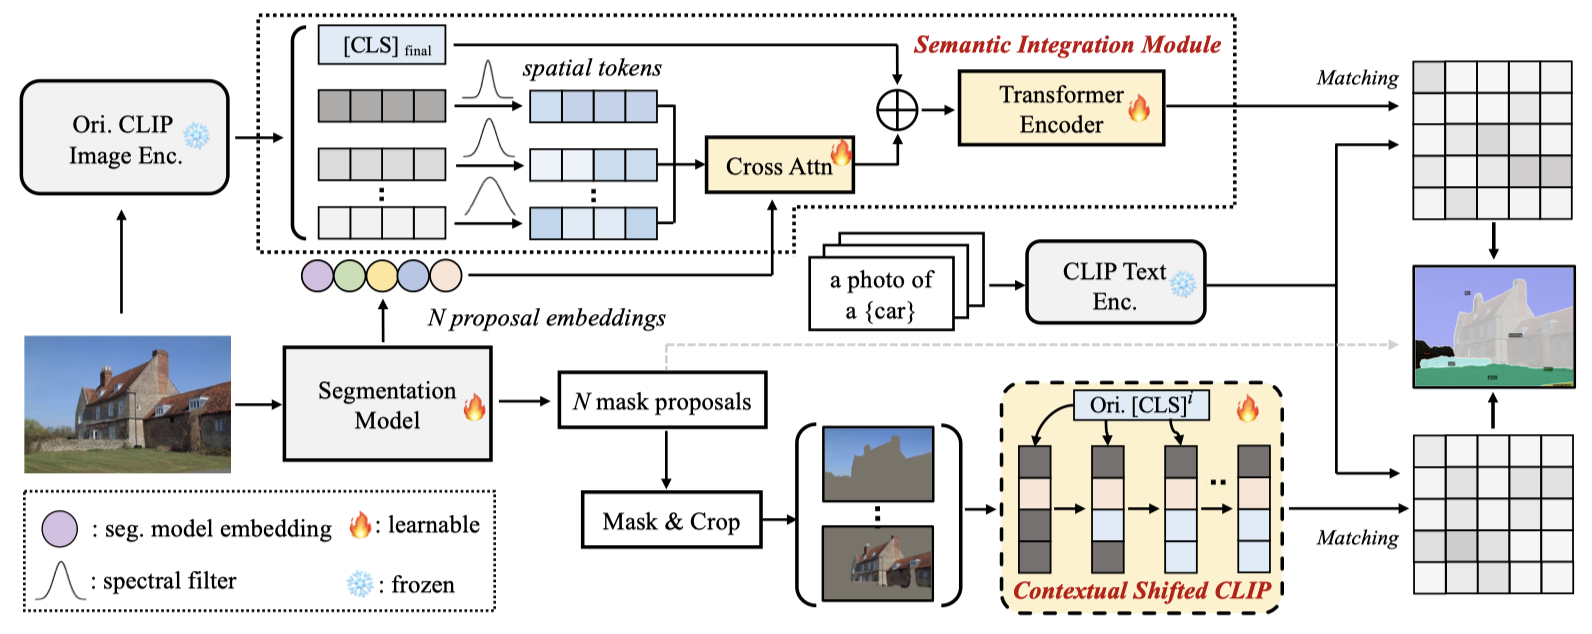 [CLS] final
Semantic Integration Module
spatial tokens
Matching
Ori. CLIP
Image Enc.
Transformer
Encoder
Cross Attn
N proposal embeddings
a photo of
a {car}
CLIP Text
Enc.
Segmentation
Model
N mask proposals
Ori. [CLS]^i
Mask & Crop
Matching
Contextual Shifted CLIP
: seg. model embedding
: learnable
: spectral filter
: frozen